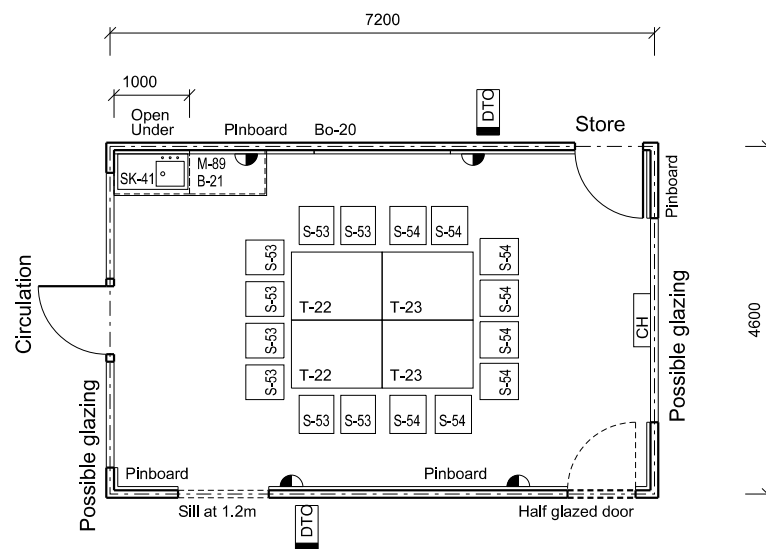 7200
1000
Open
Under
PInboard
Bo-20
DTO
Store
SK-41
M-89
B-21
Pinboard
S-53
S-53
S-54
S-54
S-53
S-54
Circulation
T-22
T-23
S-53
S-54
CH
Possible glazing
4600
S-53
S-54
T-22
T-23
S-53
S-54
Possible glazing
S-53
S-53
S-54
S-54
Pinboard
Pinboard
Sill at 1.2m
DTO
Half glazed door